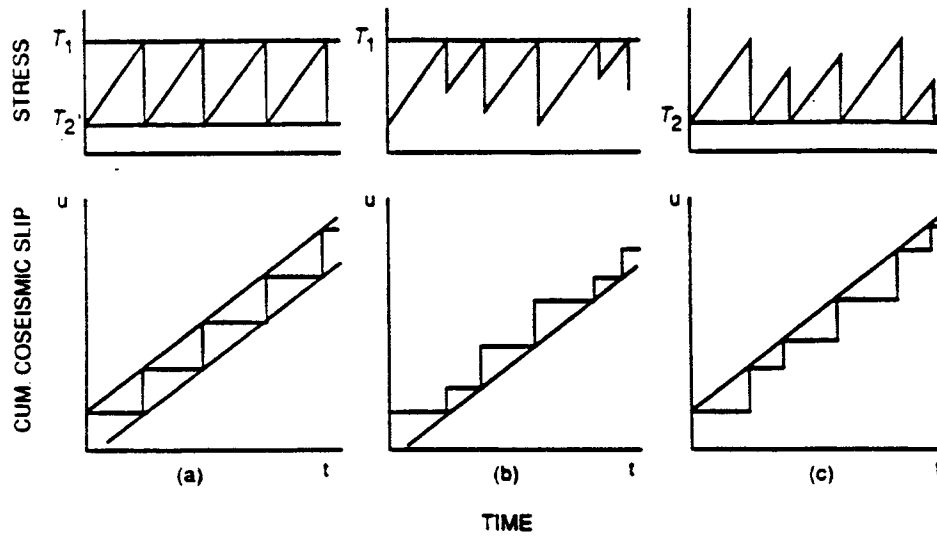 STRESS
T1
T2
T1
T2
CUM. COSEISMIC SLIP
u
u
u
t
t
t
(a)
(b)
(c)
TIME